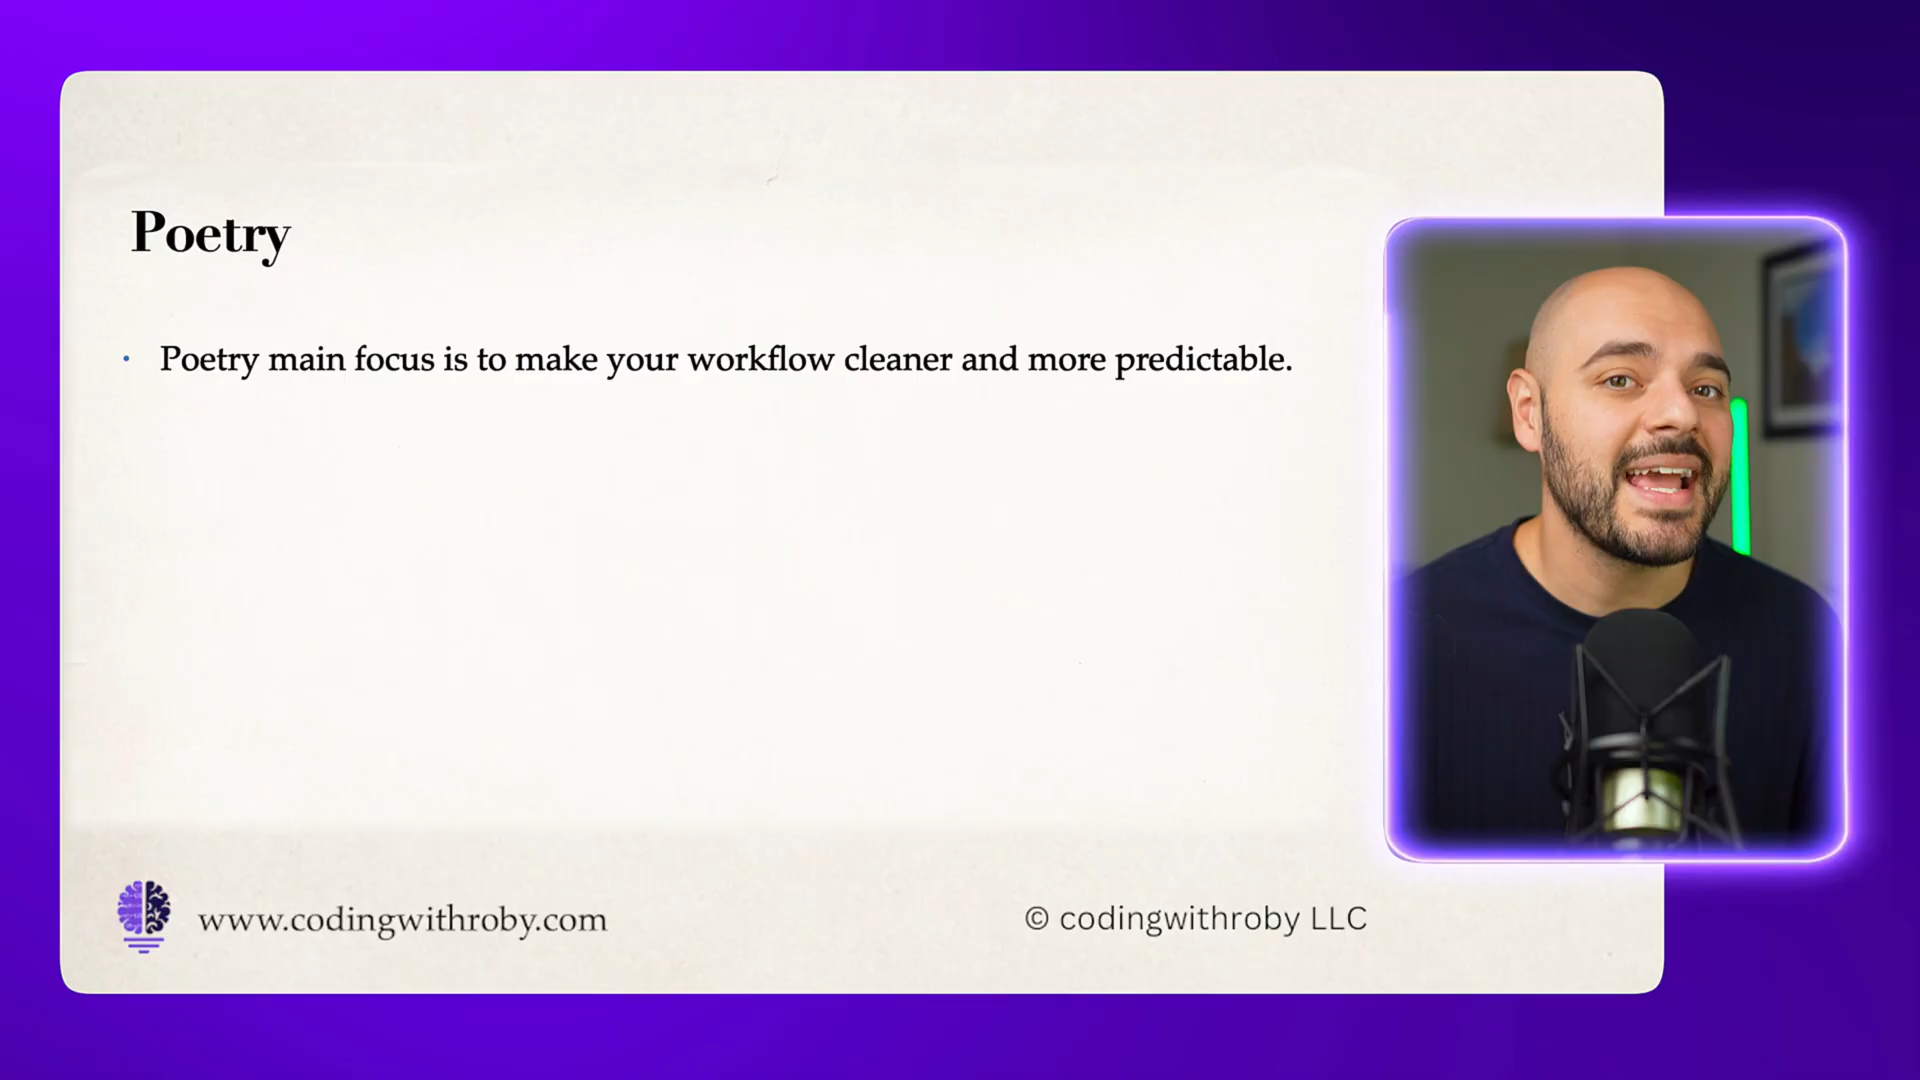 Poetry
• Poetry main focus is to make your workflow cleaner and more predictable.
www.codingwithroby.com
© codingwithroby LLC